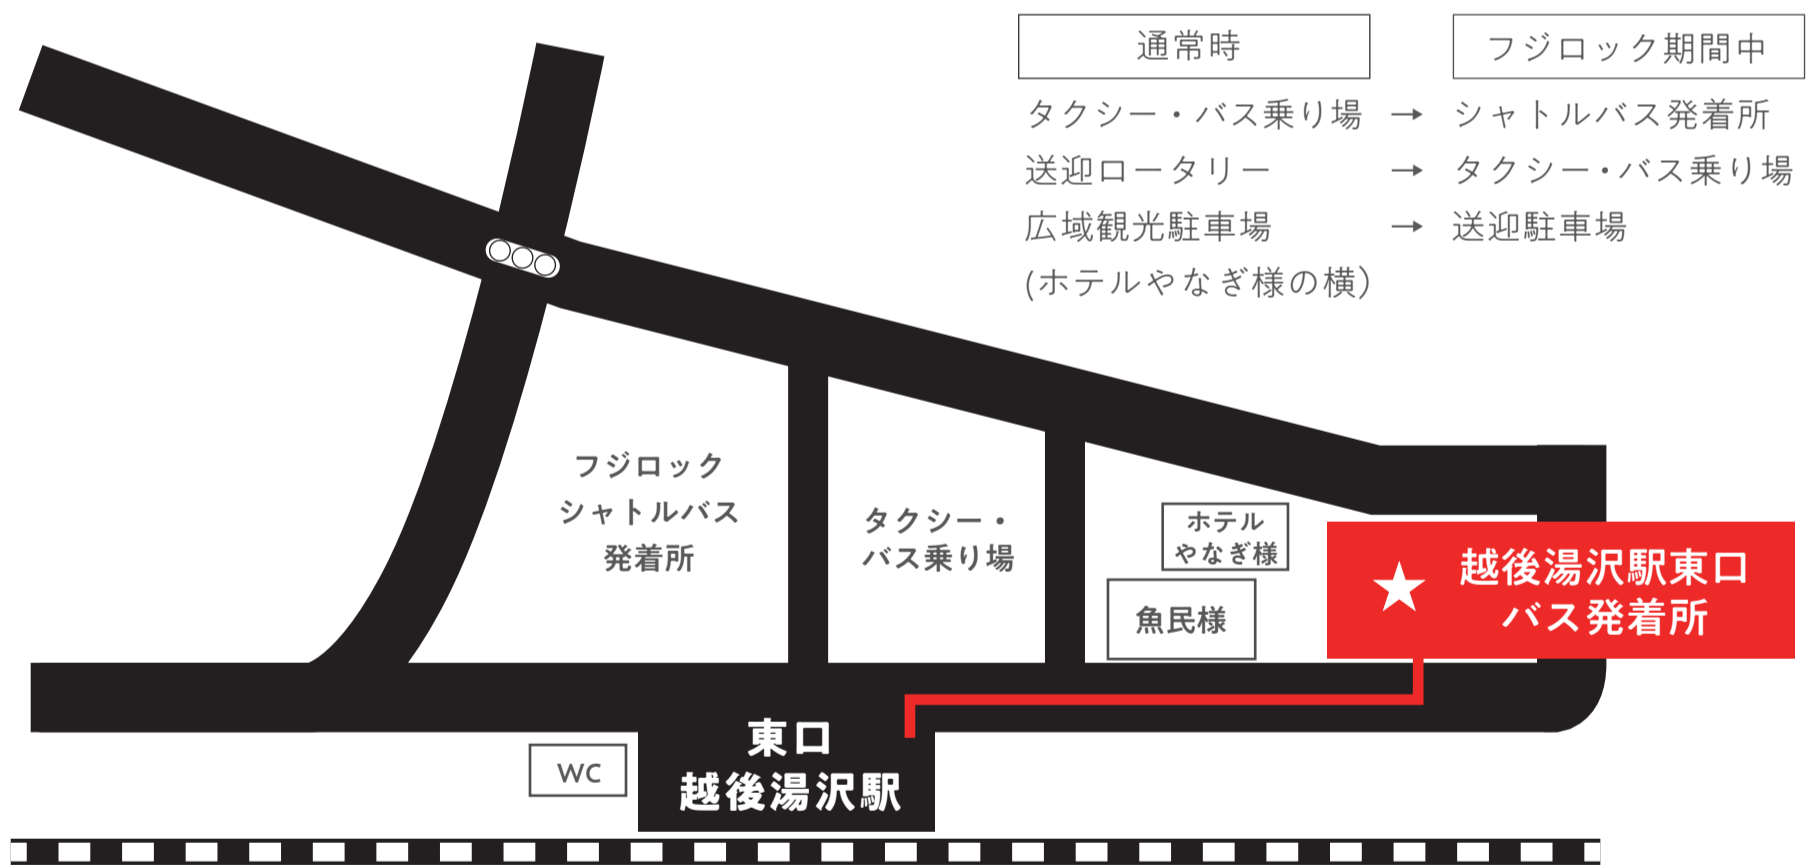 通常時
フジロック期間中
タクシー・バス乗り場 → シャトルバス発着所
送迎ロータリー → タクシー・バス乗り場
広域観光駐車場 → 送迎駐車場
(ホテルやなぎ様の横)
フジロック
シャトルバス
発着所
タクシー・
バス乗り場
ホテル
やなぎ様
魚民様
★ 越後湯沢駅東口
バス発着所
東口
越後湯沢駅
WC